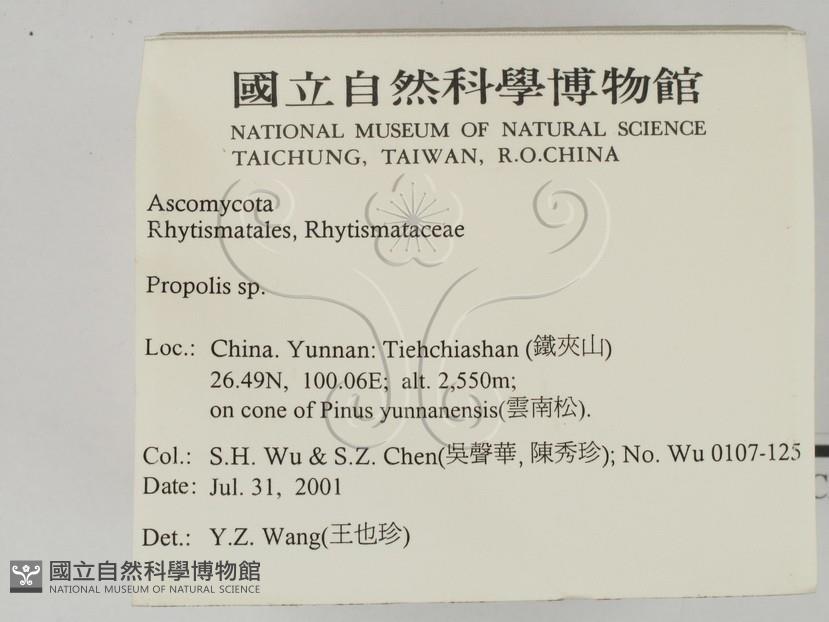 國立自然科學博物館
NATIONAL MUSEUM OF NATURAL SCIENCE
TAICHUNG, TAIWAN, R.O.CHINA
Ascomycota
Rhytismatales, Rhytismataceae
Propolis sp.
Loc.: China. Yunnan: Tiehchiashan (鐵夾山)
26.49N, 100.06E; alt. 2,550m;
on cone of Pinus yunnanensis(雲南松).
Col.: S.H. Wu & S.Z. Chen(吳聲華, 陳秀珍); No. Wu 0107-125
Date: Jul. 31, 2001
Det.: Y.Z. Wang(王也珍)
國立自然科學博物館
NATIONAL MUSEUM OF NATURAL SCIENCE